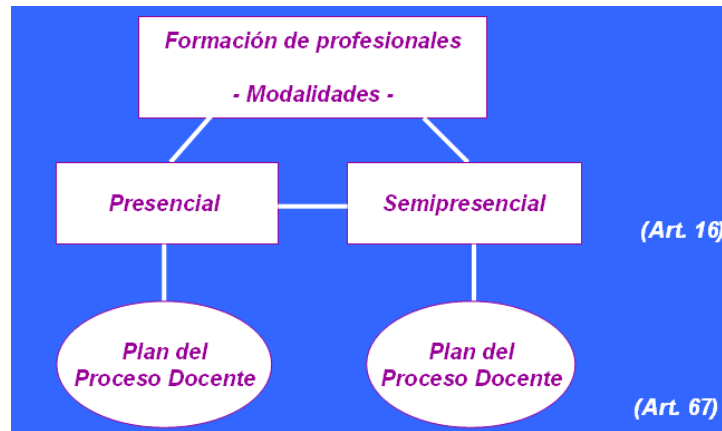 Formación de profesionales
- Modalidades -
Presencial
Semipresencial
(Art. 16)
Plan del
Proceso Docente
Plan del
Proceso Docente
(Art. 67)